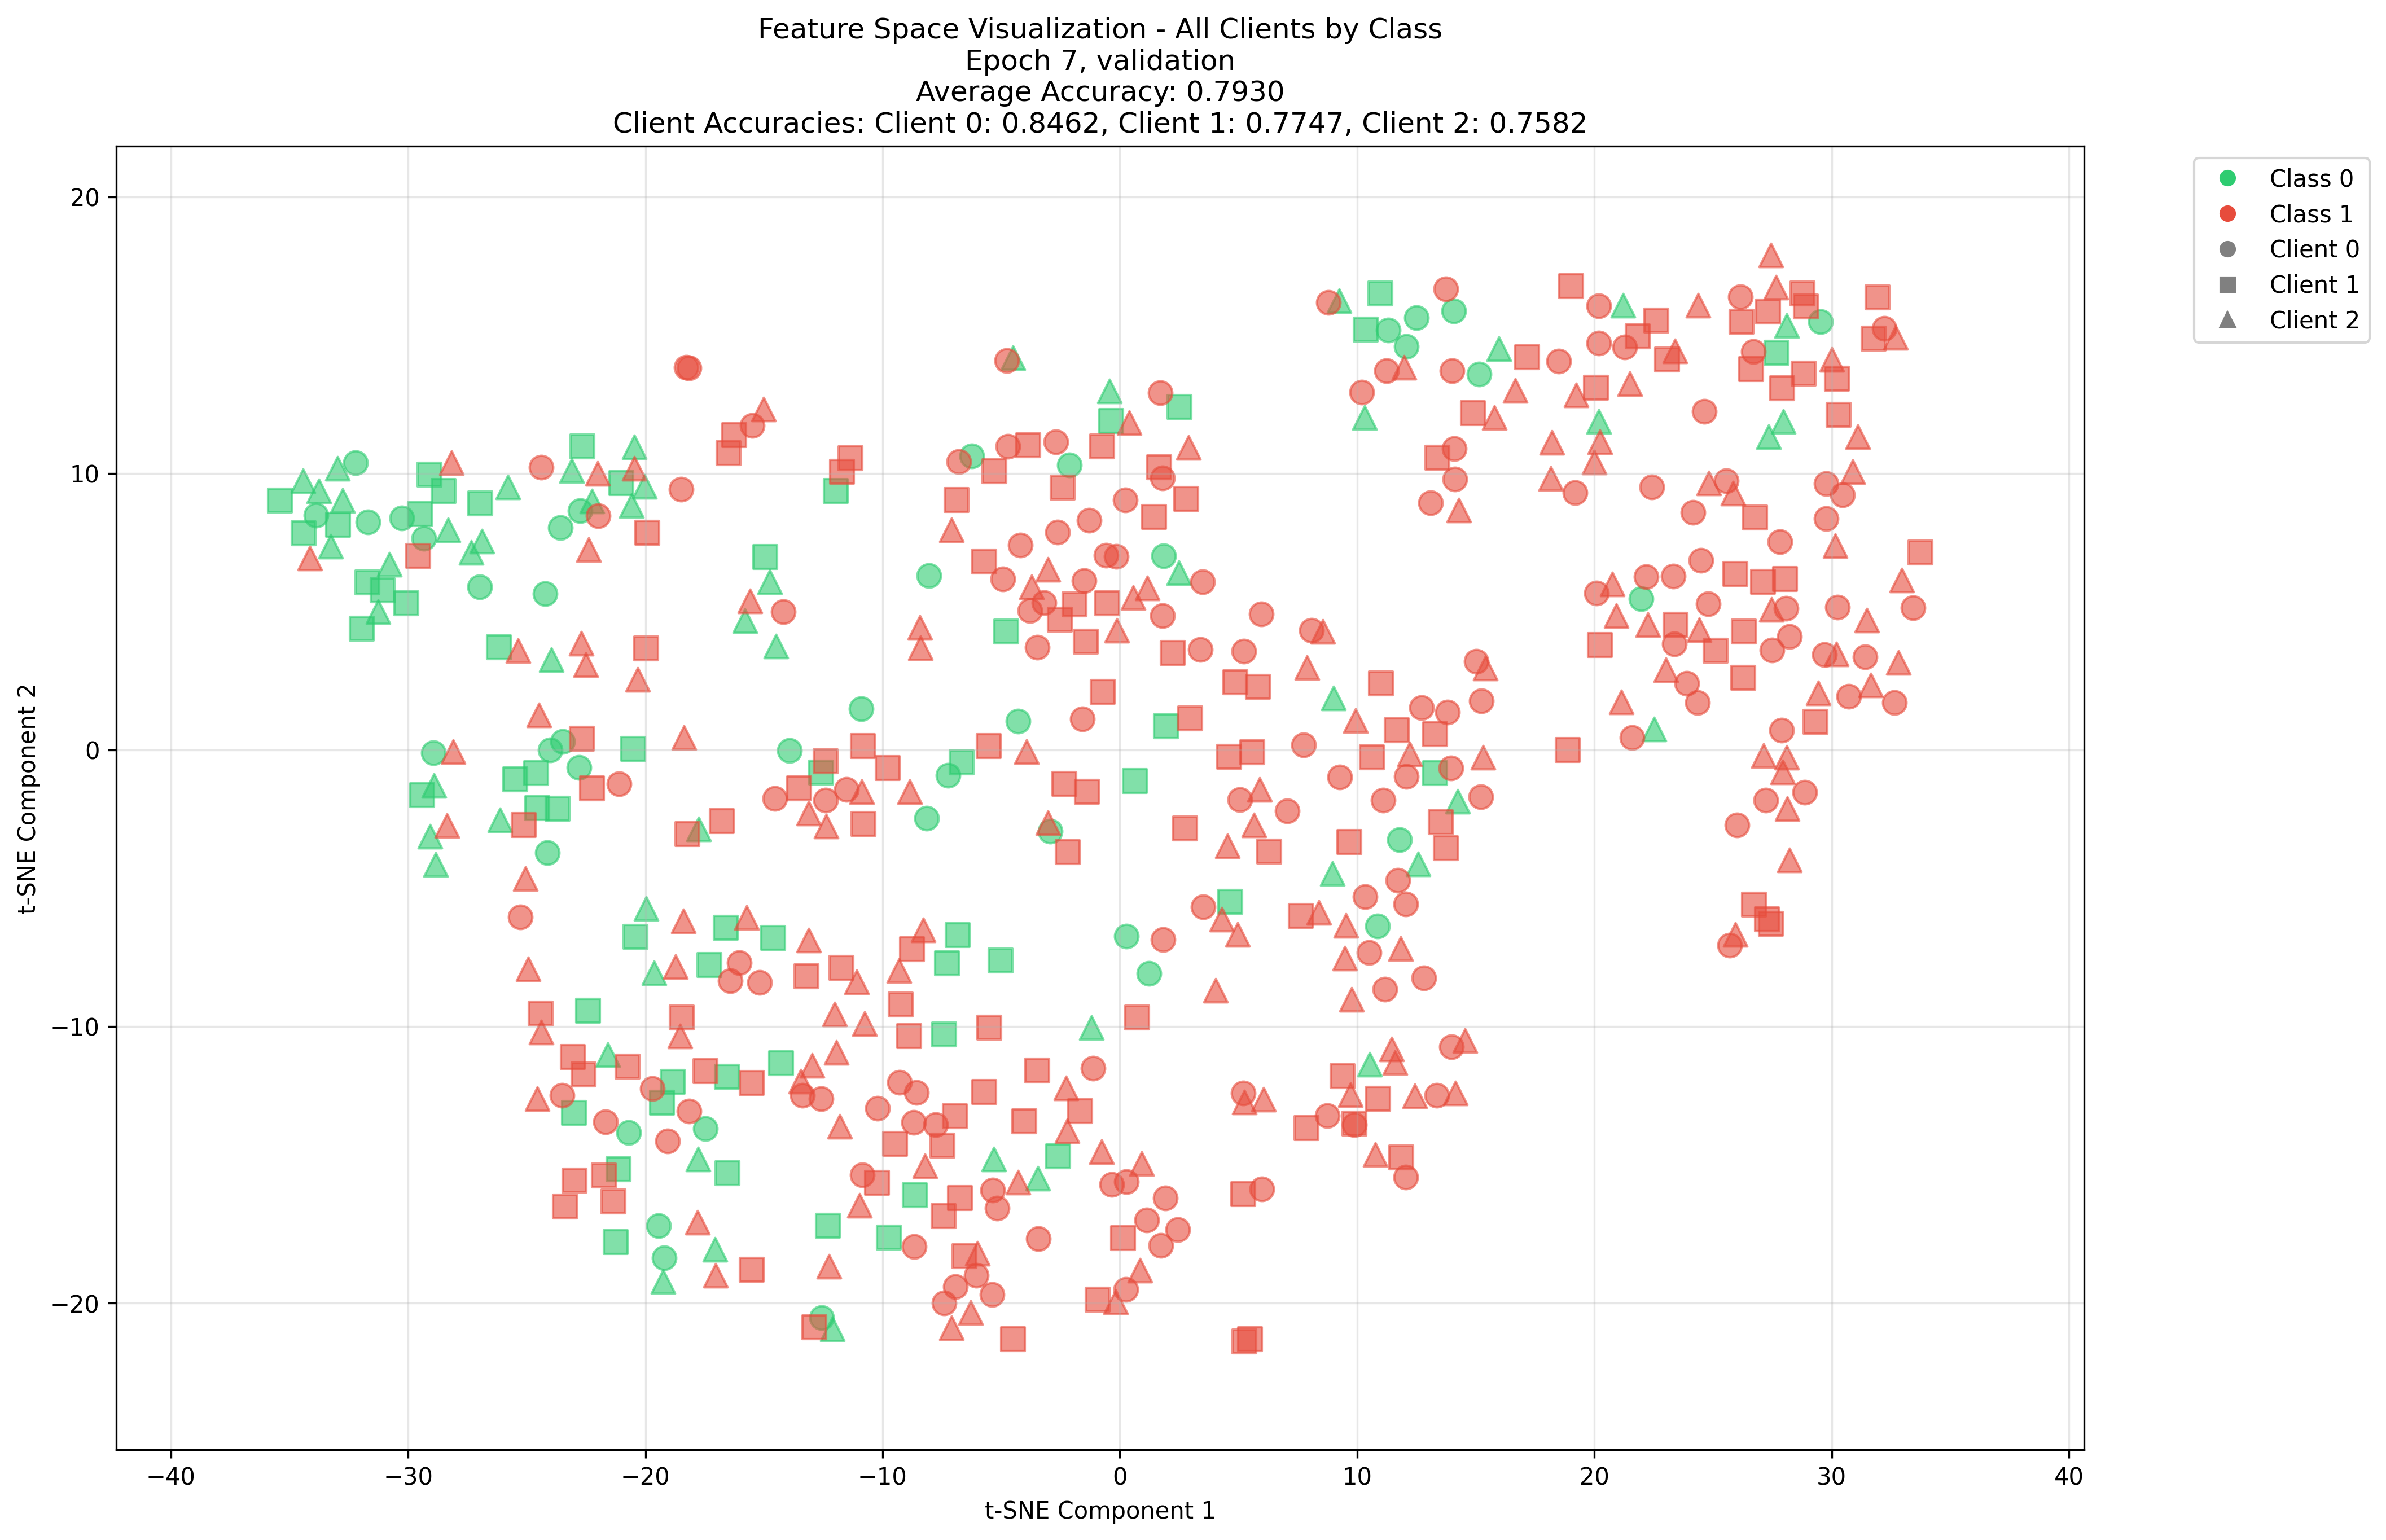 Feature Space Visualization - All Clients by Class
Epoch 7, validation
Average Accuracy: 0.7930
Client Accuracies: Client 0: 0.8462, Client 1: 0.7747, Client 2: 0.7582
Class 0
Class 1
Client 0
Client 1
Client 2
t-SNE Component 2
20
10
0
−10
−20
−40
−30
−20
−10
0
10
20
30
40
t-SNE Component 1